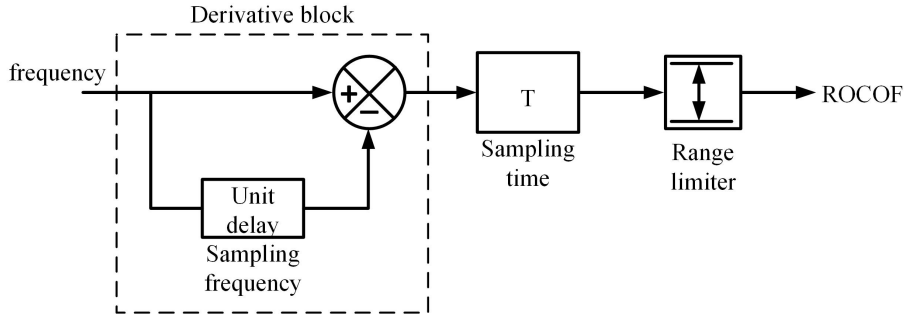 Derivative block
frequency
+
−
T
ROCOF
Sampling
time
Range
limiter
Unit
delay
Sampling
frequency